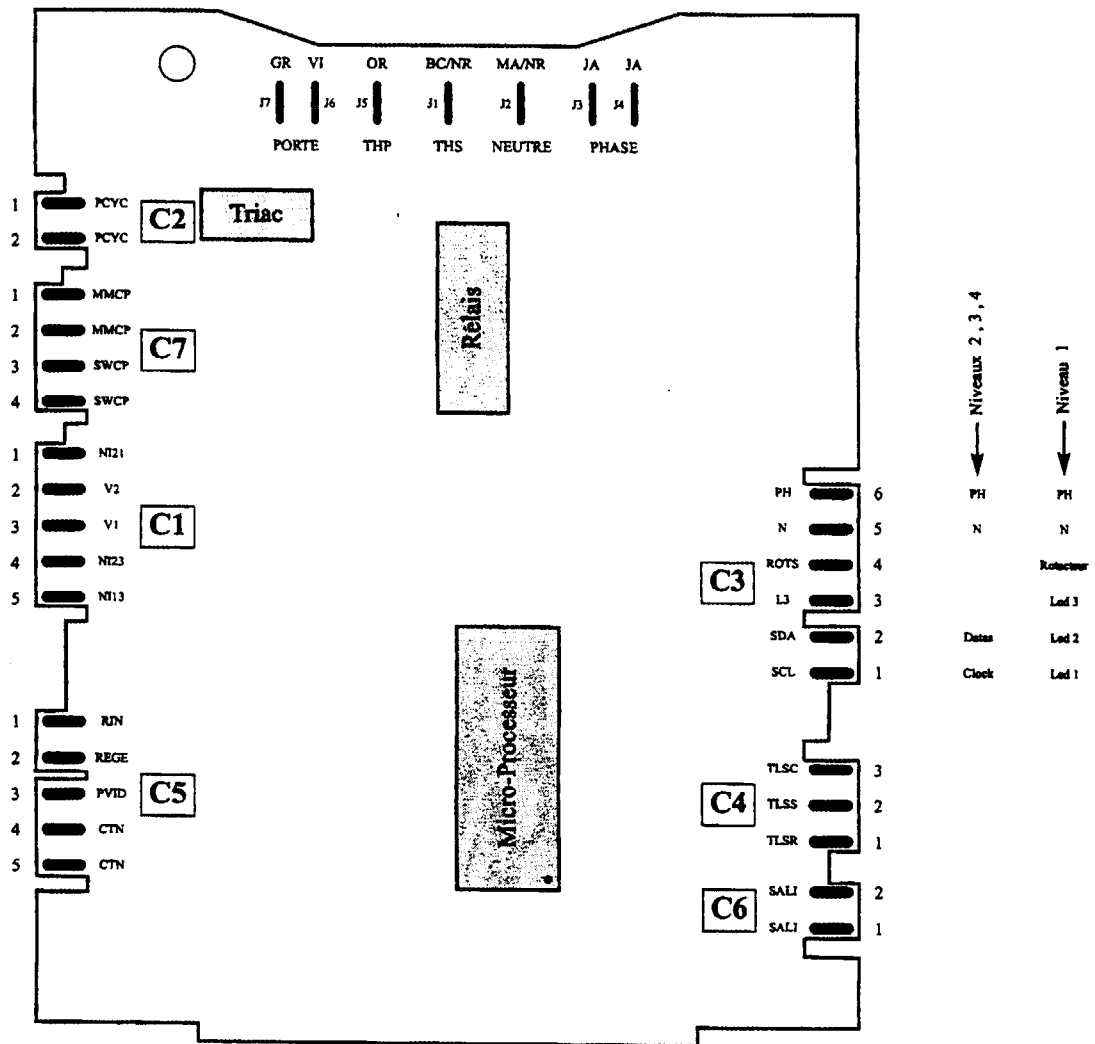 GR VI OR BC/NR MA/NR JA JA
J7 J6 J5 J1 J2 J3 J4
PORTE THP THS NEUTRE PHASE
1 PCYC
C2
2 PCYC
Triac
1 MMCP
2 MMCP
C7
3 SWCP
4 SWCP
Relais
1 NI21
2 V2
3 V1
C1
4 NI23
5 NI13
Niveaux 2, 3, 4
Niveau 1
PH 6 PH PH
N 5 N N
ROTS 4 Rotacteur
C3
L3 3 Led 3
SDA 2 Datas Led 2
SCL 1 Clock Led 1
Micro-Processeur
1 RIN
2 REGE
3 PVID
C5
4 CTN
5 CTN
TLSC 3
C4
TLSS 2
TLSR 1
SALI 2
C6
SALI 1